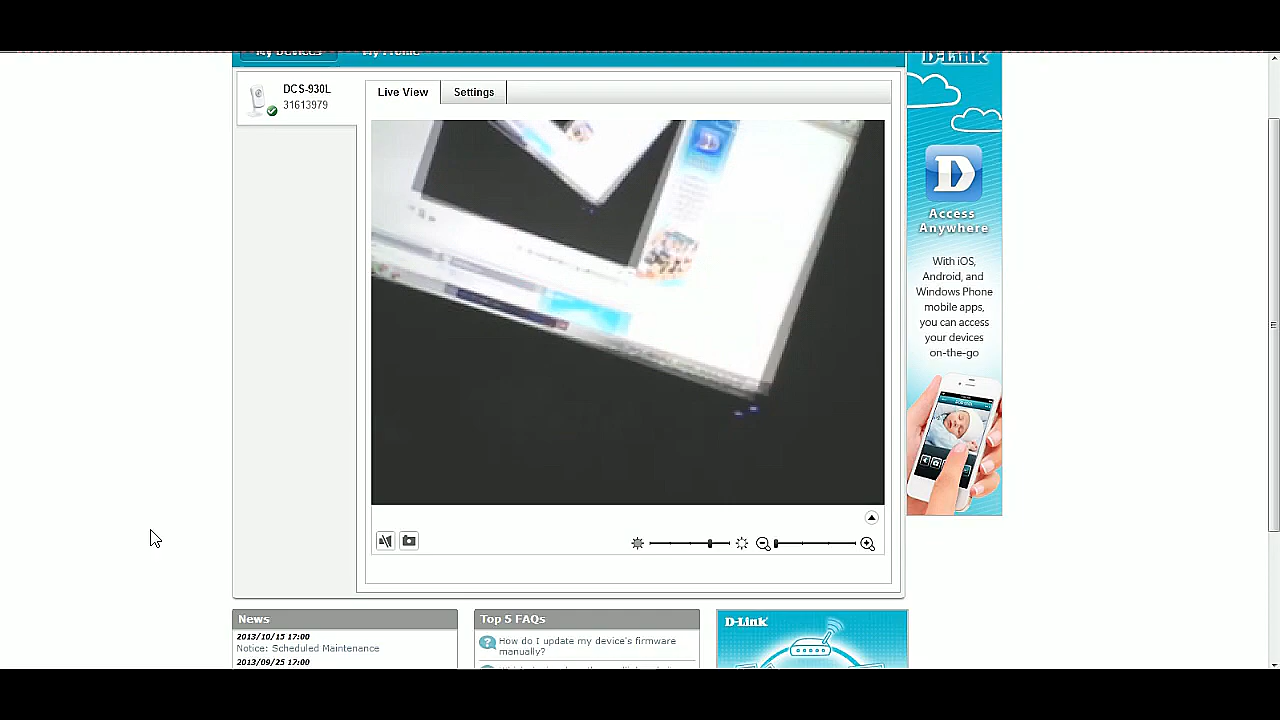 D-Link
DCS-930L
31613979
Live View
Settings
D
Access
Anywhere
With iOS,
Android, and
Windows Phone
mobile apps,
you can access
your devices
on-the-go
News
2013/10/15 17:00
Notice: Scheduled Maintenance
2013/09/25 17:00
Top 5 FAQs
How do I update my device's firmware
manually?
D-Link